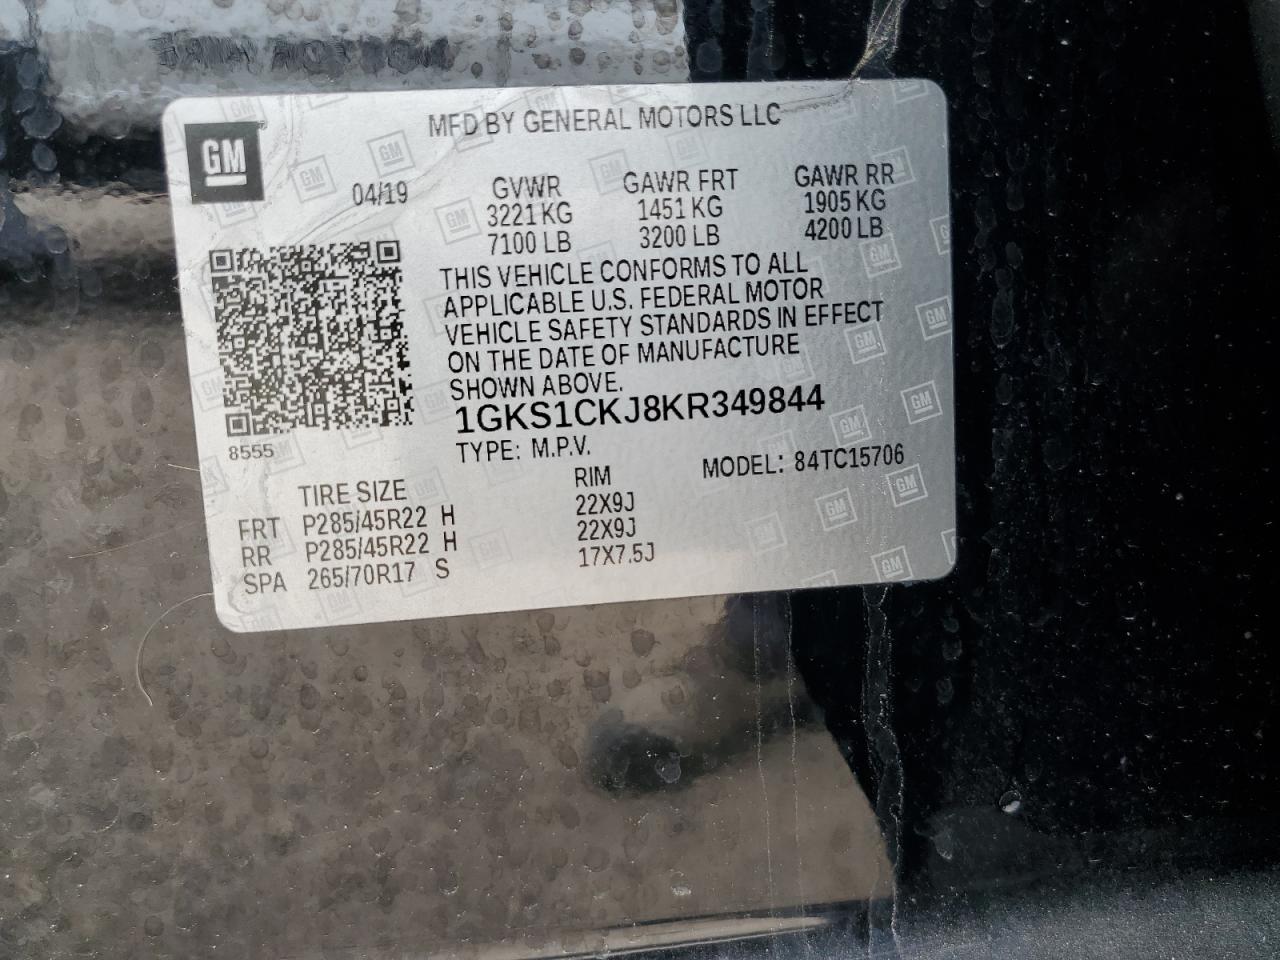 MFD BY GENERAL MOTORS LLC
GM
04/19 GVWR GAWR FRT GAWR RR
3221 KG 1451 KG 1905 KG
7100 LB 3200 LB 4200 LB
THIS VEHICLE CONFORMS TO ALL
APPLICABLE U.S. FEDERAL MOTOR
VEHICLE SAFETY STANDARDS IN EFFECT
ON THE DATE OF MANUFACTURE
SHOWN ABOVE.
1GKS1CKJ8KR349844
8555
TYPE: M.P.V. MODEL: 84TC15706
TIRE SIZE RIM
FRT P285/45R22 H 22X9J
RR P285/45R22 H 22X9J
SPA 265/70R17 S 17X7.5J